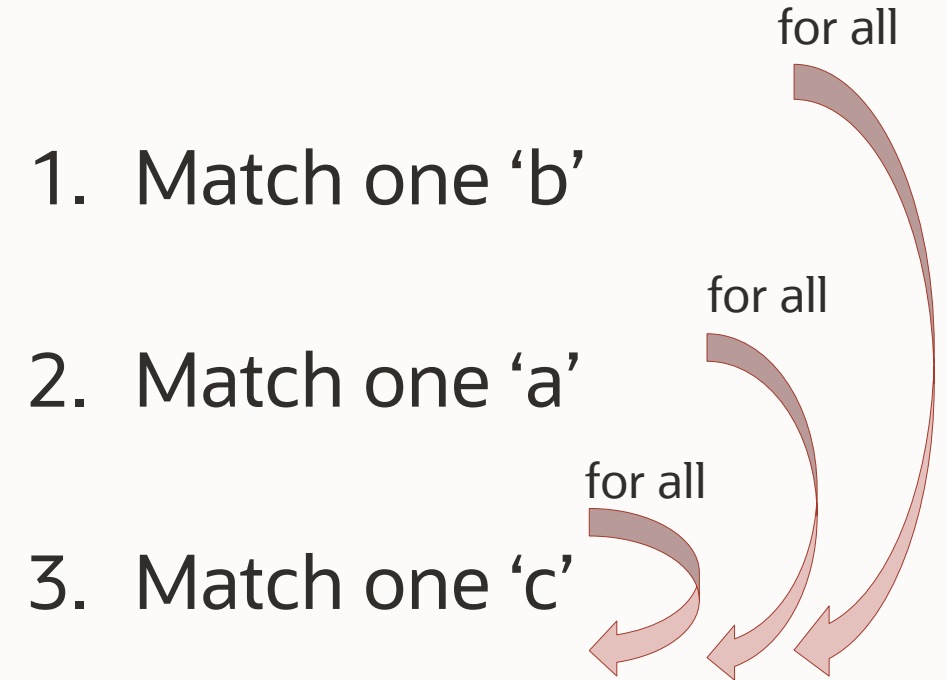 for all
1. Match one ‘b’
for all
2. Match one ‘a’
for all
3. Match one ‘c’